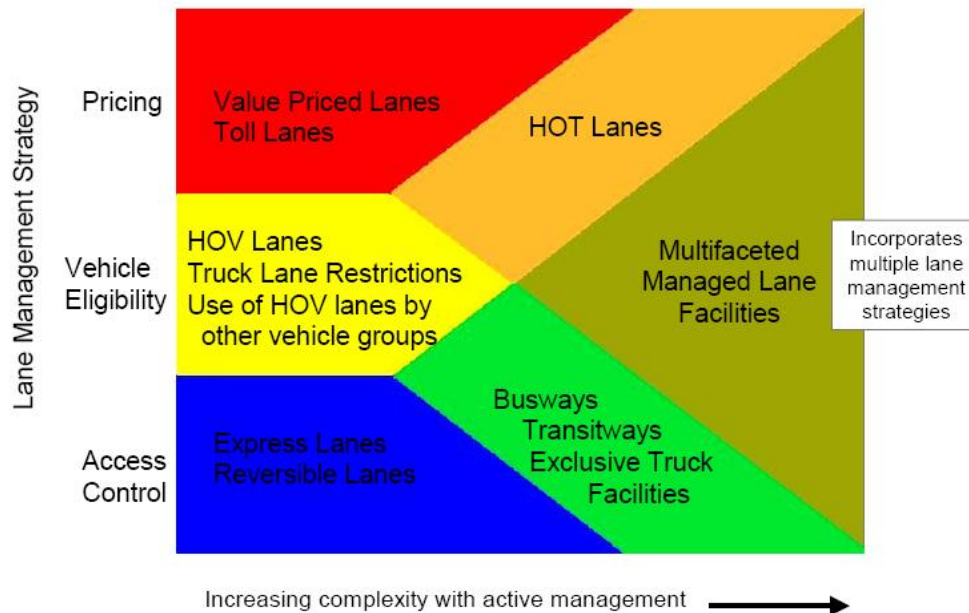 Lane Management Strategy
Pricing
Value Priced Lanes
Toll Lanes
HOT Lanes
Vehicle
Eligibility
HOV Lanes
Truck Lane Restrictions
Use of HOV lanes by
other vehicle groups
Multifaceted
Managed Lane
Facilities
Incorporates
multiple lane
management
strategies
Access
Control
Express Lanes
Reversible Lanes
Busways
Transitways
Exclusive Truck
Facilities
Increasing complexity with active management